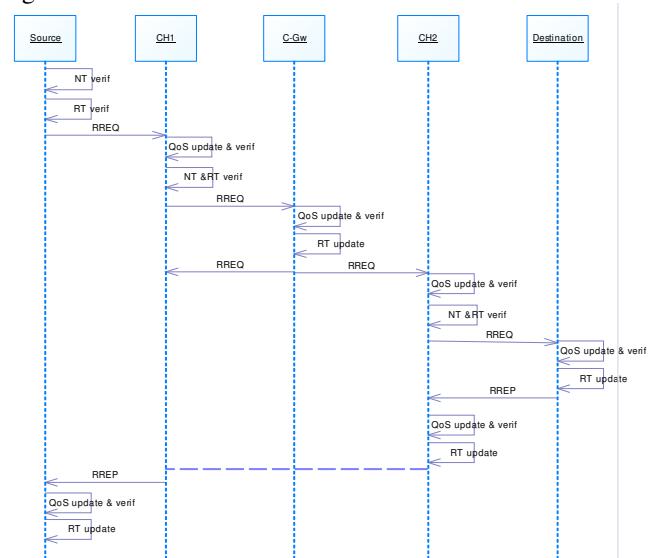 Source CH1 C-Gw CH2 Destination
NT verif
RT verif
RREQ
QoS update & verif
NT &RT verif
RREQ
QoS update & verif
RT update
RREQ RREQ
QoS update & verif
NT &RT verif
RREQ
QoS update & verif
RT update
RREP
QoS update & verif
RT update
RREP
QoS update & verif
RT update